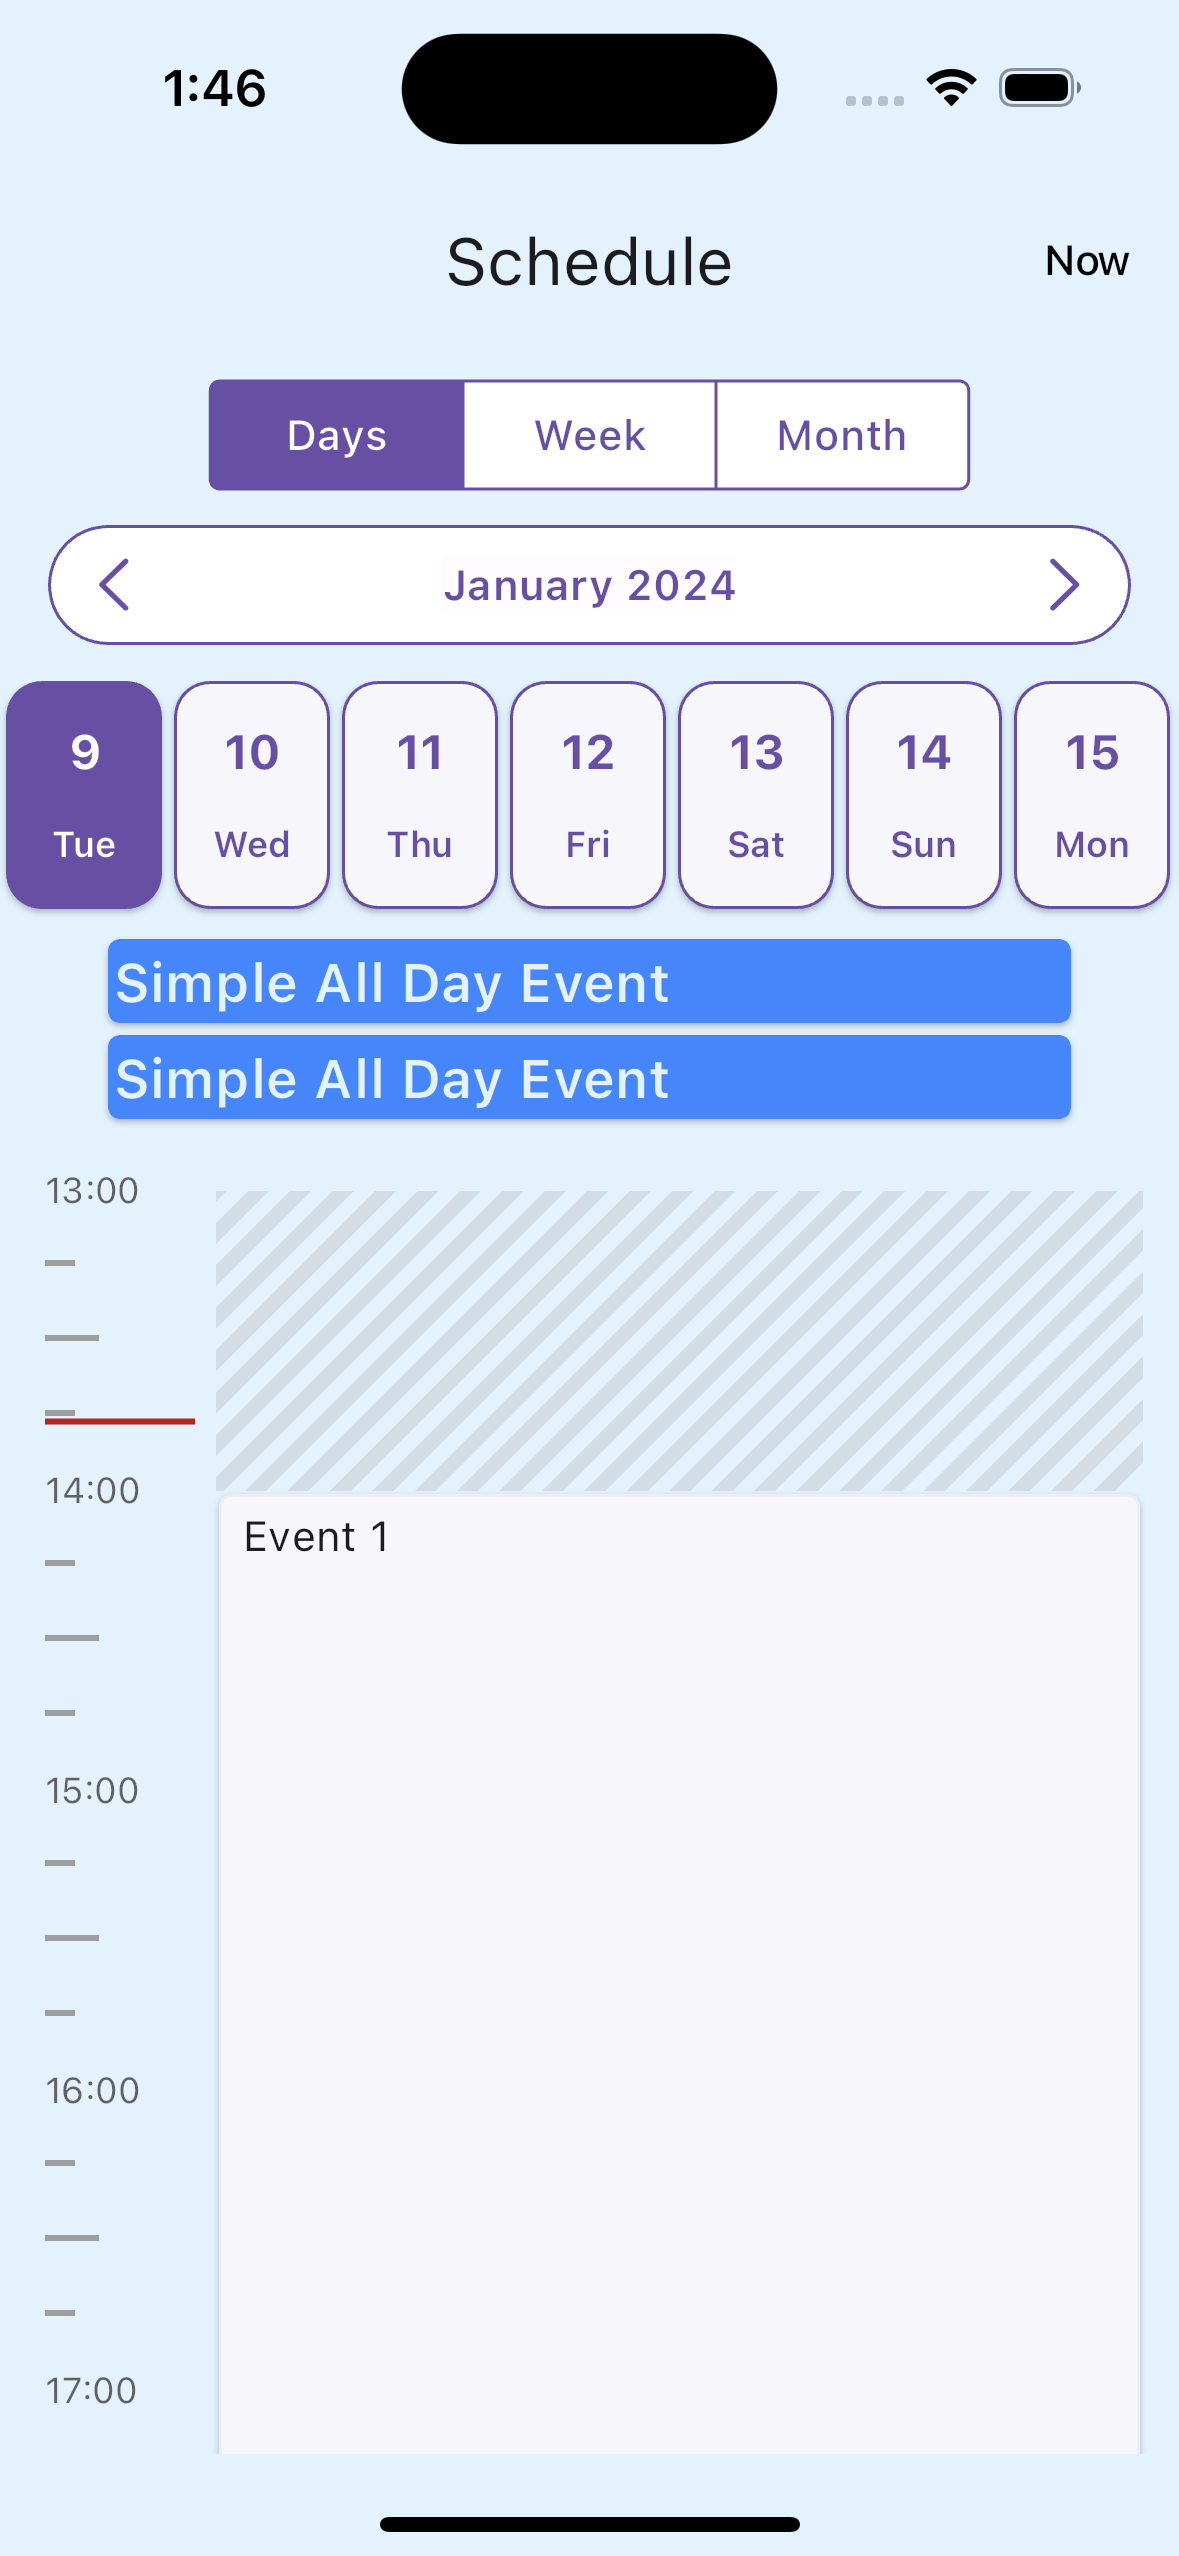 1:46
Schedule
Now
Days Week Month
January 2024
9 10 11 12 13 14 15
Tue Wed Thu Fri Sat Sun Mon
Simple All Day Event
Simple All Day Event
13:00
14:00
Event 1
15:00
16:00
17:00